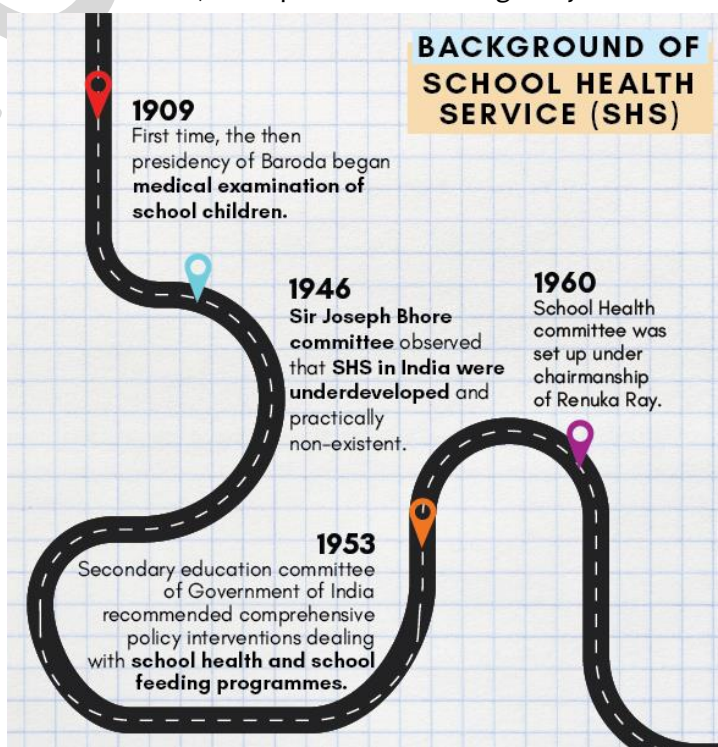 BACKGROUND OF
SCHOOL HEALTH
SERVICE (SHS)
1909
First time, the then
presidency of Baroda began
medical examination of
school children.
1946
Sir Joseph Bhore
committee observed
that SHS in India were
underdeveloped and
practically
non-existent.
1960
School Health
committee was
set up under
chairmanship
of Renuka Ray.
1953
Secondary education committee
of Government of India
recommended comprehensive
policy interventions dealing
with school health and school
feeding programmes.